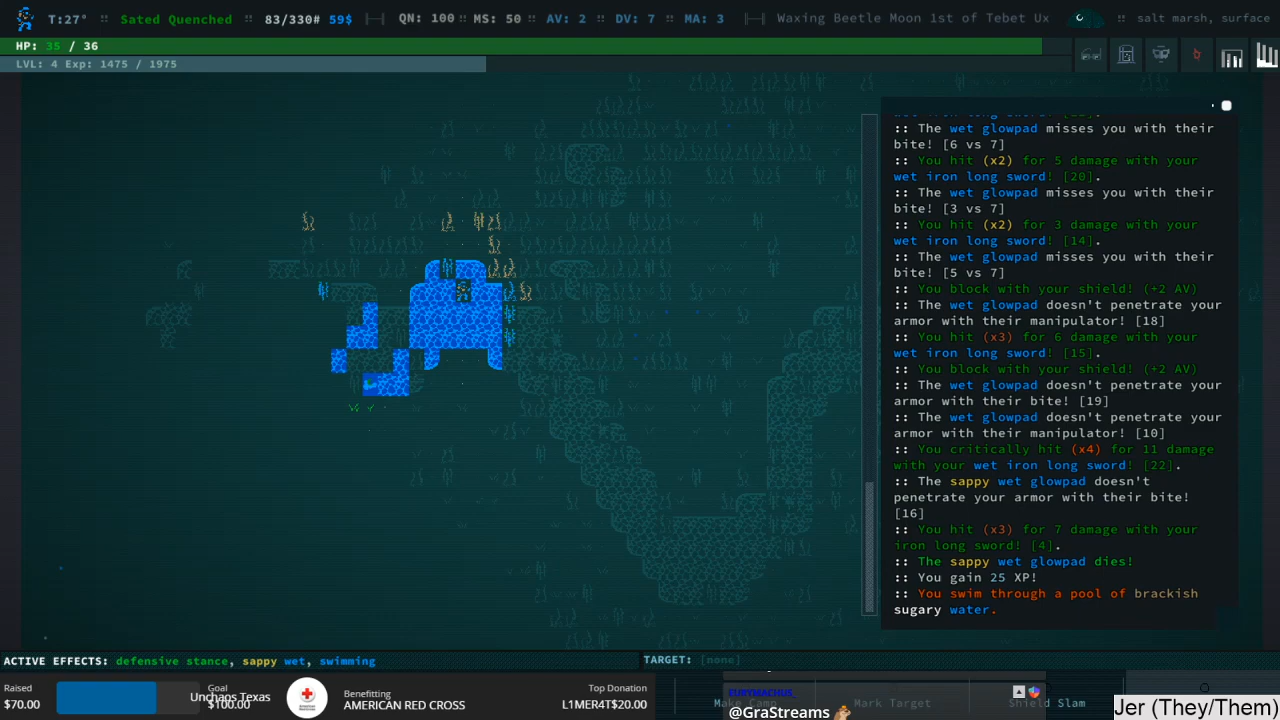 T:27° :: Sated Quenched :: 83/330# 59$ QN: 100 :: MS: 50 :: AV: 2 :: DV: 7 :: MA: 3 Waxing Beetle Moon 1st of Tebet Ux :: salt marsh, surface
HP: 35 / 36
LVL: 4 Exp: 1475 / 1975
:: The wet glowpad misses you with their
bite! [6 vs 7]
:: You hit (x2) for 5 damage with your
wet iron long sword! [20].
:: The wet glowpad misses you with their
bite! [3 vs 7]
:: You hit (x2) for 3 damage with your
wet iron long sword! [14].
:: The wet glowpad misses you with their
bite! [5 vs 7]
:: You block with your shield! (+2 AV)
:: The wet glowpad doesn't penetrate your
armor with their manipulator! [18]
:: You hit (x3) for 6 damage with your
wet iron long sword! [15].
:: You block with your shield! (+2 AV)
:: The wet glowpad doesn't penetrate your
armor with their bite! [19]
:: The wet glowpad doesn't penetrate your
armor with their manipulator! [10]
:: You critically hit (x4) for 11 damage
with your wet iron long sword! [22].
:: The sappy wet glowpad doesn't
penetrate your armor with their bite!
[16]
:: You hit (x3) for 7 damage with your
iron long sword! [4].
:: The sappy wet glowpad dies!
:: You gain 25 XP!
:: You swim through a pool of brackish
sugary water.
ACTIVE EFFECTS: defensive stance, sappy wet, swimming
TARGET: [none]
Raised
$70.00
Goal
Unchass Texas
Benefitting
AMERICAN RED CROSS
Top Donation
L1MER4T$20.00
EURYMACHUS_
Make Camp
Mark Target
Shield Slam
@GraStreams
Jer (They/Them)